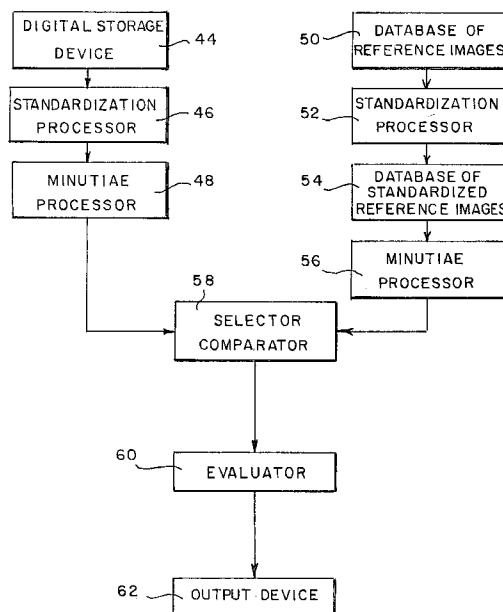 DIGITAL STORAGE
DEVICE
44
STANDARDIZATION
PROCESSOR
46
MINUTIAE
PROCESSOR
48
50
DATABASE OF
REFERENCE IMAGES
52
STANDARDIZATION
PROCESSOR
54
DATABASE OF
STANDARDIZED
REFERENCE IMAGES
56
MINUTIAE
PROCESSOR
58
SELECTOR
COMPARATOR
60
EVALUATOR
62
OUTPUT DEVICE